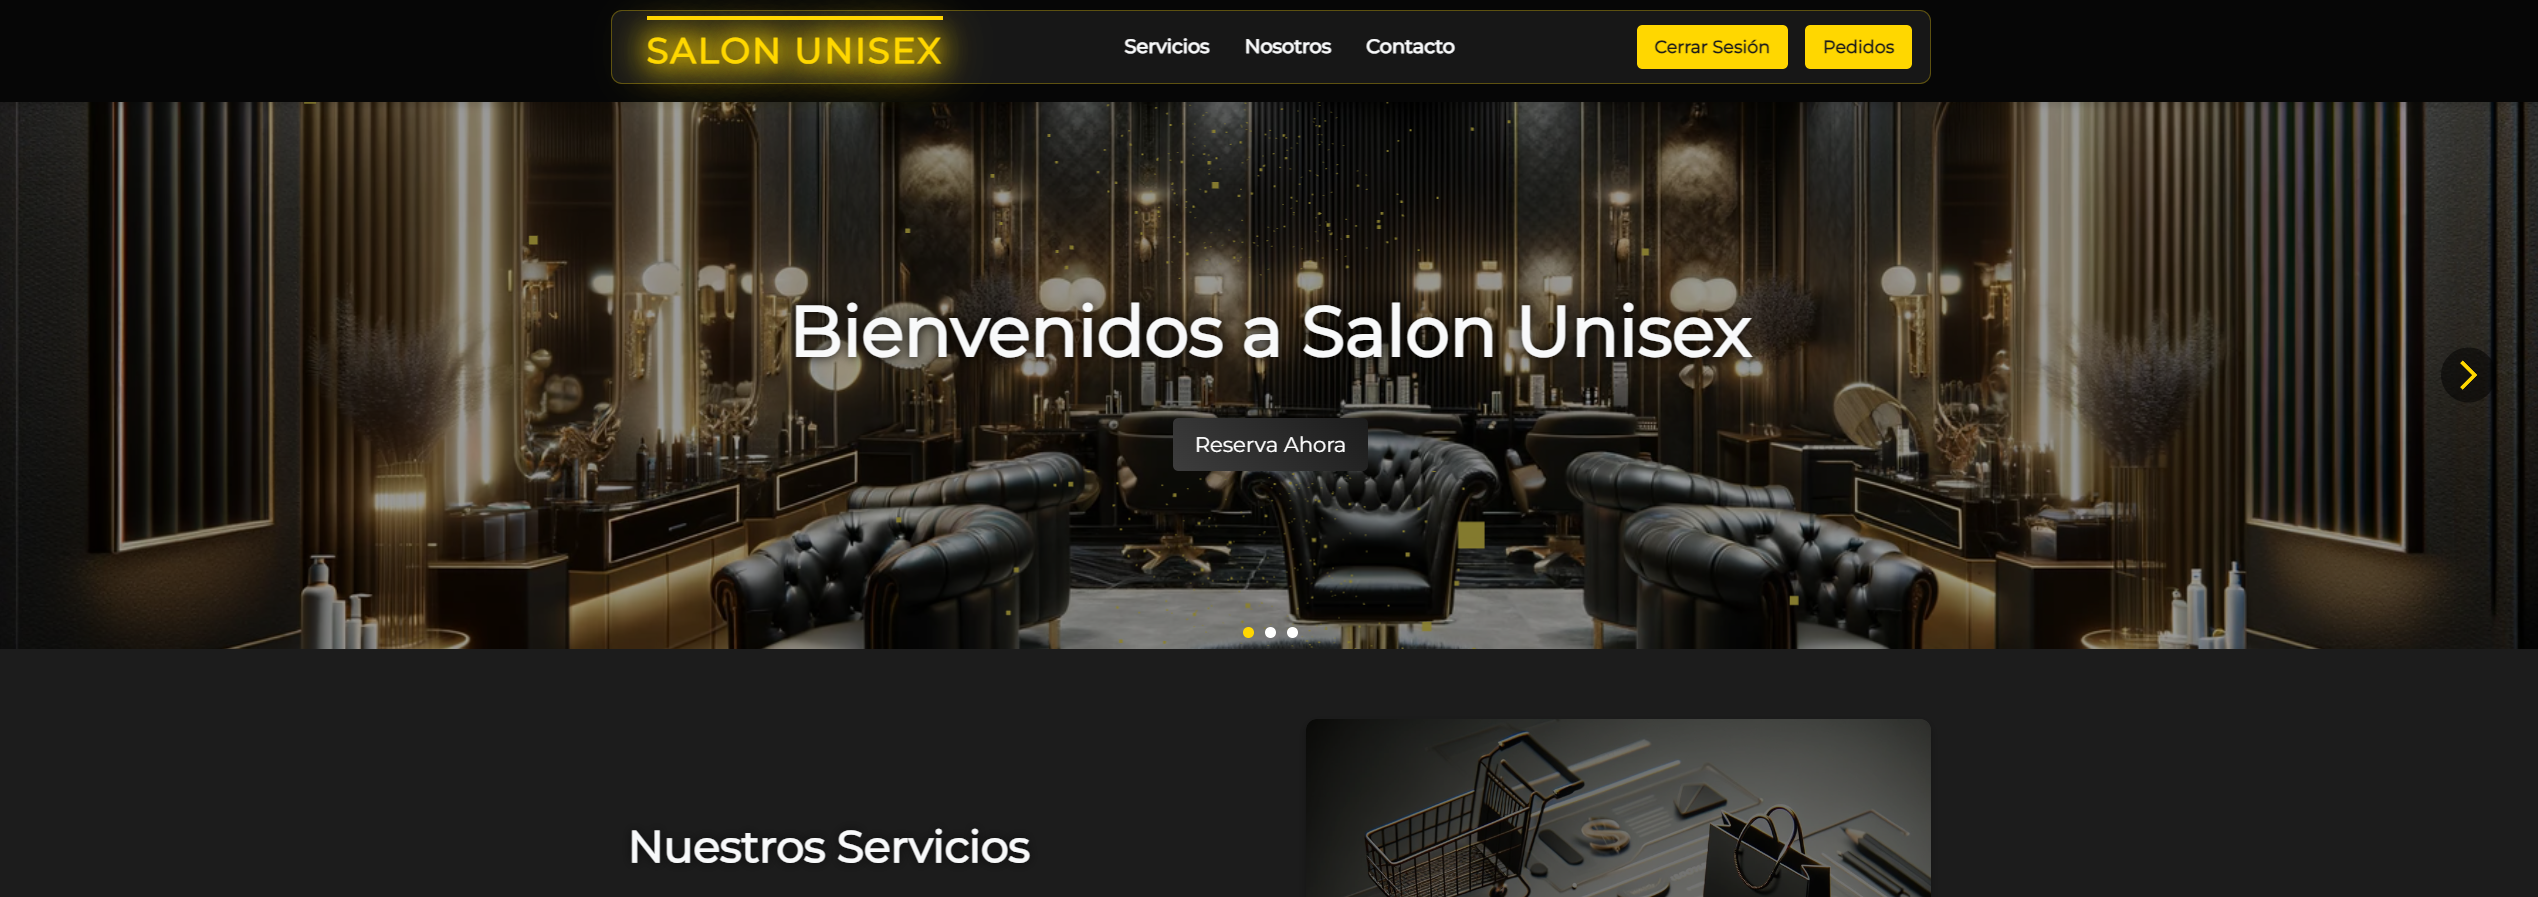 SALON UNISEX
Servicios Nosotros Contacto
Cerrar Sesión Pedidos
Bienvenidos a Salon Unisex
Reserva Ahora
Nuestros Servicios